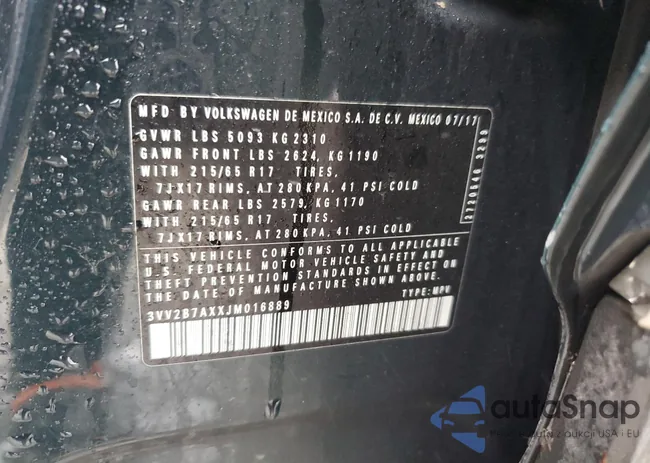 MFD BY VOLKSWAGEN DE MEXICO S.A. DE C.V. MEXICO 07/17
GVWR LBS 5093 KG 2310
GAWR FRONT LBS 2624, KG 1190
WITH 215/65 R17 TIRES,
7JX17 RIMS, AT 280 KPA, 41 PSI COLD
GAWR REAR LBS 2579, KG 1170
WITH 215/65 R17 TIRES,
7JX17 RIMS, AT 280 KPA, 41 PSI COLD
THIS VEHICLE CONFORMS TO ALL APPLICABLE
U.S. FEDERAL MOTOR VEHICLE SAFETY AND
THEFT PREVENTION STANDARDS IN EFFECT ON
THE DATE OF MANUFACTURE SHOWN ABOVE.
3VV2B7AXXJM016889 TYPE: MPV
autoSnap
z aukcji USA i EU